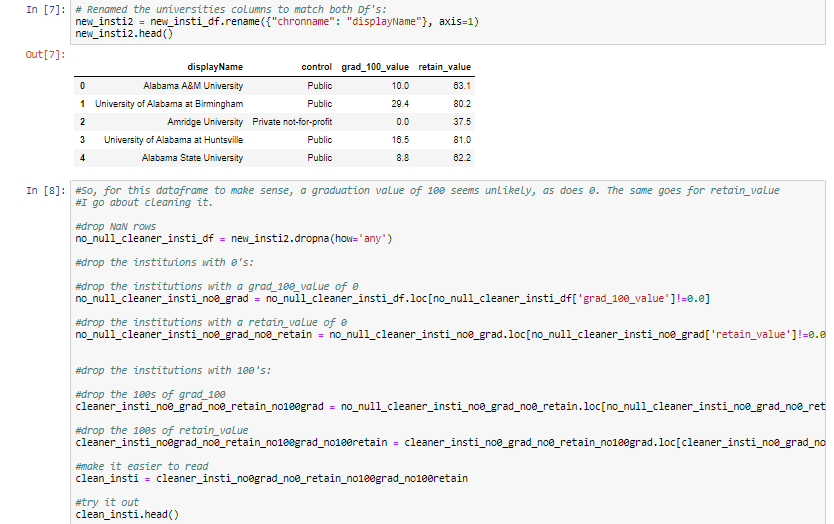 In [7]: # Renamed the universities columns to match both Df's:
new_insti2 = new_insti_df.rename({"chronname": "displayName"}, axis=1)
new_insti2.head()
Out[7]:
displayName control grad_100_value retain_value
0 Alabama A&M University Public 10.0 63.1
1 University of Alabama at Birmingham Public 29.4 80.2
2 Amridge University Private not-for-profit 0.0 37.5
3 University of Alabama at Huntsville Public 16.5 81.0
4 Alabama State University Public 8.8 62.2
In [8]: #So, for this dataframe to make sense, a graduation value of 100 seems unlikely, as does 0. The same goes for retain_value
#I go about cleaning it.
#drop NaN rows
no_null_cleaner_insti_df = new_insti2.dropna(how='any')
#drop the instituions with 0's:
#drop the institutions with a grad_100_value of 0
no_null_cleaner_insti_no0_grad = no_null_cleaner_insti_df.loc[no_null_cleaner_insti_df['grad_100_value']!=0.0]
#drop the institutions with a retain_value of 0
no_null_cleaner_insti_no0_grad_no0_retain = no_null_cleaner_insti_no0_grad.loc[no_null_cleaner_insti_no0_grad['retain_value']!=0.0
#drop the institutions with 100's:
#drop the 100s of grad_100
cleaner_insti_no0_grad_no0_retain_no100grad = no_null_cleaner_insti_no0_grad_no0_retain.loc[no_null_cleaner_insti_no0_grad_no0_ret
#drop the 100s of retain_value
cleaner_insti_no0grad_no0_retain_no100grad_no100retain = cleaner_insti_no0_grad_no0_retain_no100grad.loc[cleaner_insti_no0_grad_no
#make it easier to read
clean_insti = cleaner_insti_no0grad_no0_retain_no100grad_no100retain
#try it out
clean_insti.head()